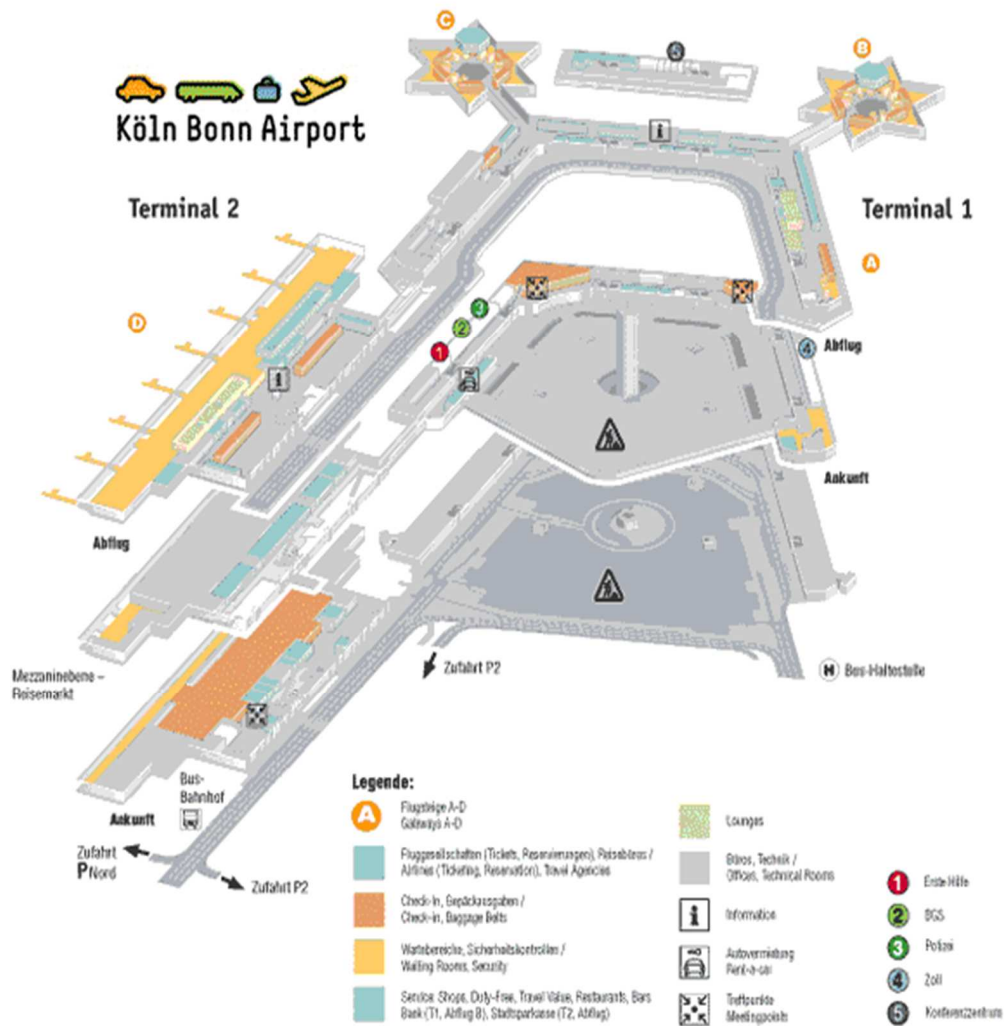 C
5
B
Köln Bonn Airport
i
Terminal 2
Terminal 1
A
D
3
2
1
4
Abflug
i
Ankunft
Abflug
Mezzaninebene –
Reisemarkt
Zufahrt P2
H Bus-Haltestelle
Bus-
Bahnhof
Ankunft
Zufahrt
P Nord
Zufahrt P2
Legende:
A
Flugsteige A-D
Gateways A-D
Fluggesellschaften (Tickets, Reservierungen), Reisebüros /
Airlines (Ticketing, Reservation), Travel Agencies
Check-In, Gepäckausgaben /
Check-in, Baggage Belts
Wartebereiche, Sicherheitskontrollen /
Waiting Rooms, Security
Service: Shops, Duty-Free, Travel Value, Restaurants, Bars
Bank (T1, Abflug B), Stadtsparkasse (T2, Abflug)
Lounges
Büros, Technik /
Offices, Technical Rooms
i
Information
Autovermietung
Rent-a-car
Treffpunkte
Meetingpoints
1 Erste-Hilfe
2 BGS
3 Polizei
4 Zoll
5 Konferenzzentrum